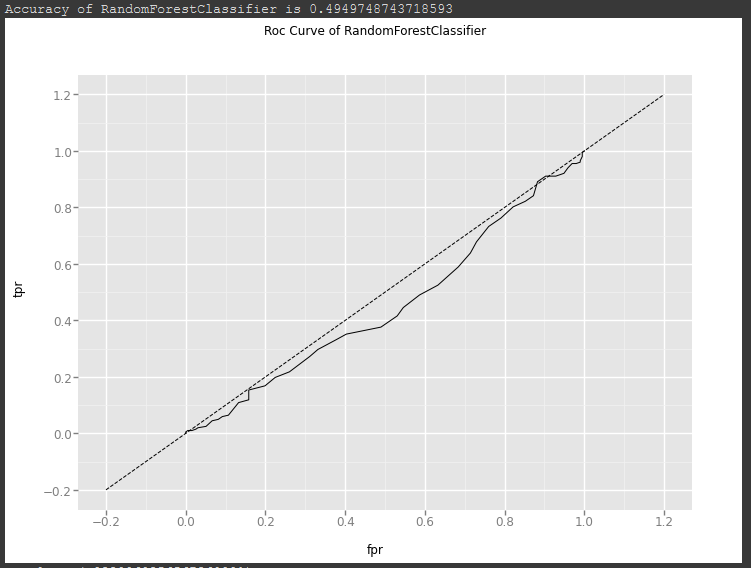 Accuracy of RandomForestClassifier is 0.4949748743718593
Roc Curve of RandomForestClassifier
1.2
1.0
0.8
0.6
0.4
0.2
0.0
−0.2
tpr
−0.2 0.0 0.2 0.4 0.6 0.8 1.0 1.2
fpr